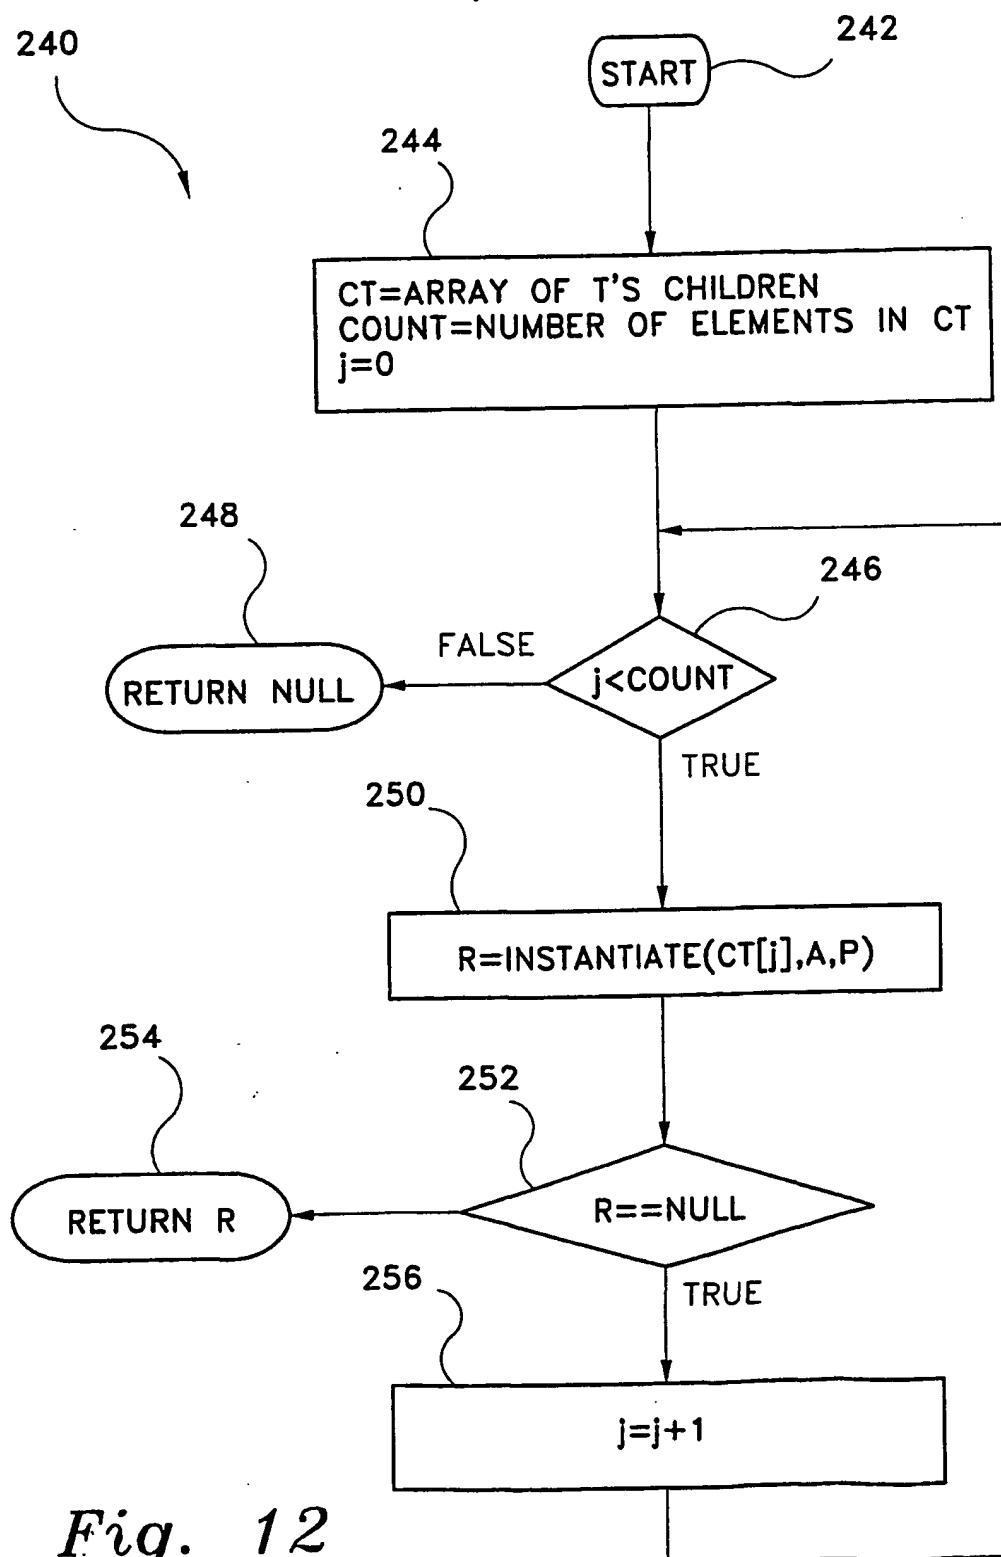 240
242
START
244
CT=ARRAY OF T'S CHILDREN
COUNT=NUMBER OF ELEMENTS IN CT
j=0
248
246
FALSE
RETURN NULL
j<COUNT
TRUE
250
R=INSTANTIATE(CT[j],A,P)
254
252
RETURN R
R==NULL
256
TRUE
j=j+1
Fig. 12